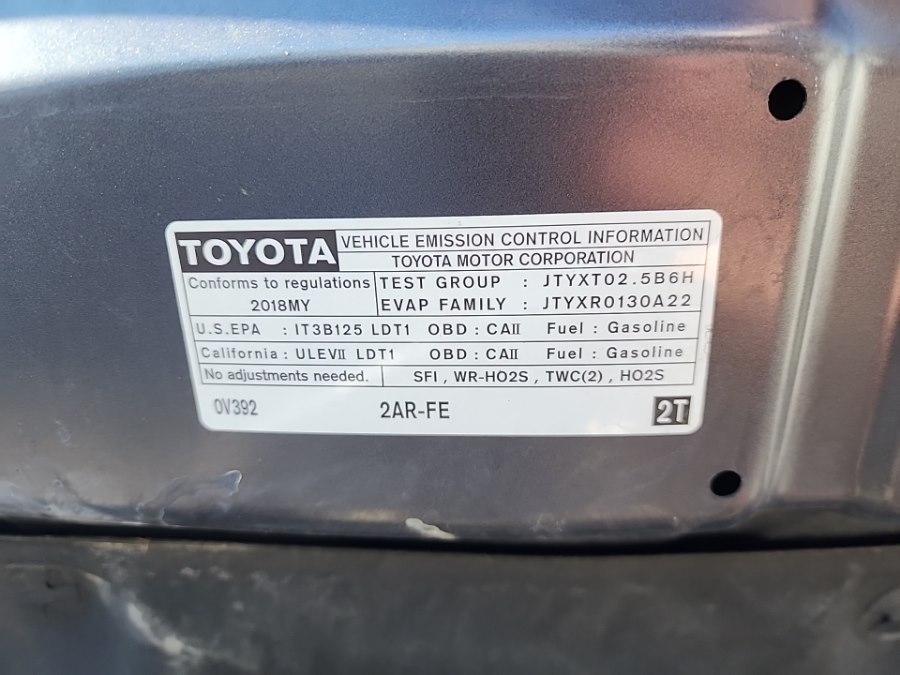 TOYOTA VEHICLE EMISSION CONTROL INFORMATION
TOYOTA MOTOR CORPORATION
Conforms to regulations TEST GROUP : JTYXT02.5B6H
2018MY EVAP FAMILY : JTYXR0130A22
U.S.EPA : IT3B125 LDT1 OBD : CAII Fuel : Gasoline
California : ULEVII LDT1 OBD : CAII Fuel : Gasoline
No adjustments needed. SFI , WR-HO2S , TWC(2) , HO2S
0V392 2AR-FE 2T